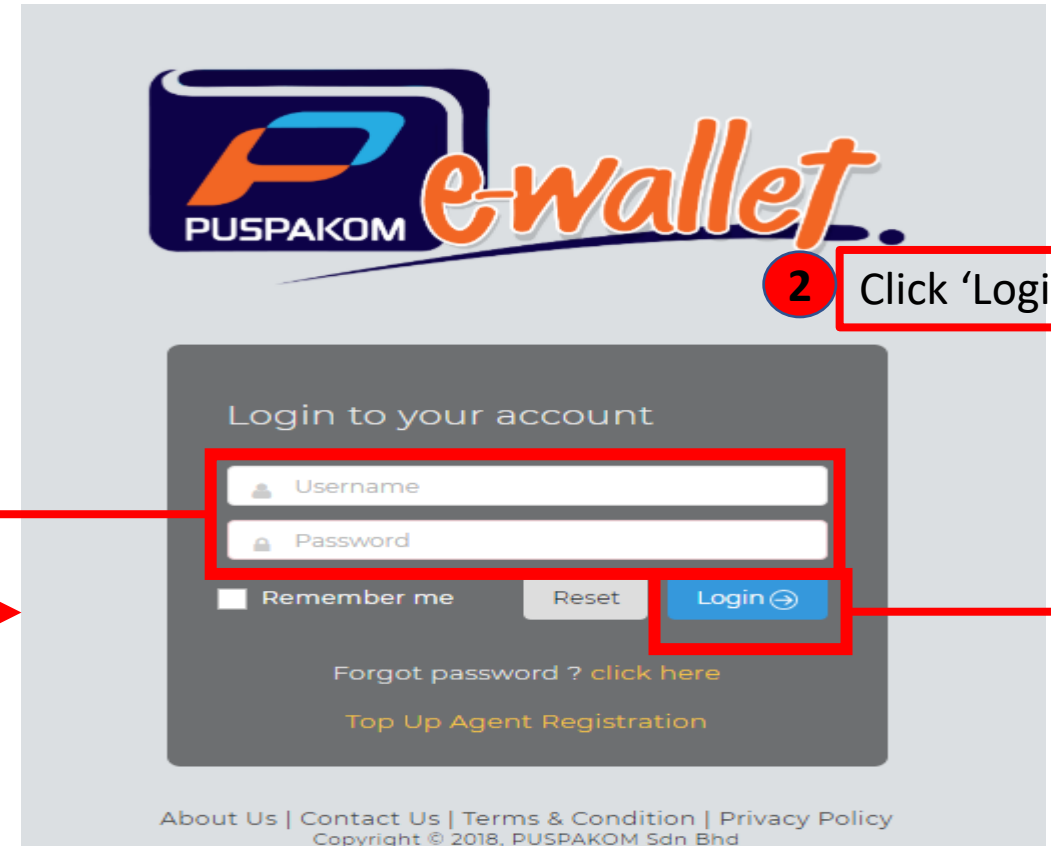 PUSPAKOM e-wallet
2 Click ‘Logi
Login to your account
Username
Password
Remember me Reset Login
Forgot password ? click here
Top Up Agent Registration
About Us | Contact Us | Terms & Condition | Privacy Policy
Copyright © 2018, PUSPAKOM Sdn Bhd